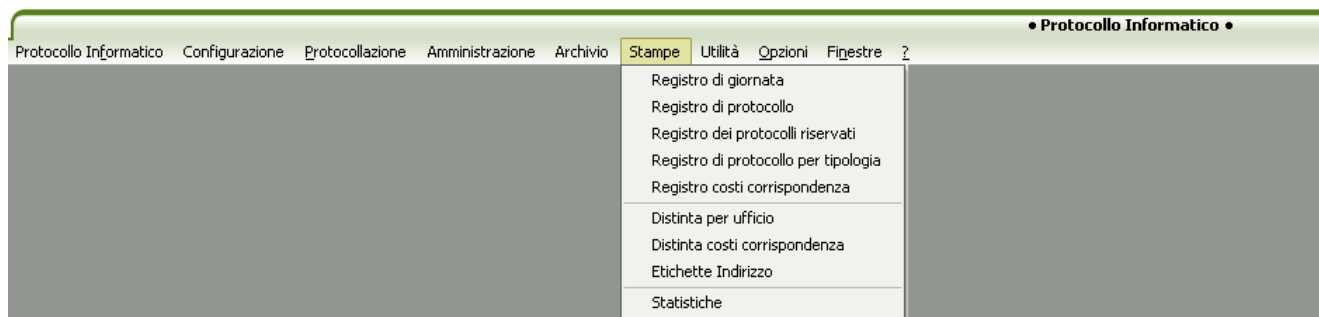 • Protocollo Informatico •
Protocollo Informatico Configurazione Protocollazione Amministrazione Archivio Stampe Utilità Opzioni Finestre ?
Registro di giornata
Registro di protocollo
Registro dei protocolli riservati
Registro di protocollo per tipologia
Registro costi corrispondenza
Distinta per ufficio
Distinta costi corrispondenza
Etichette Indirizzo
Statistiche